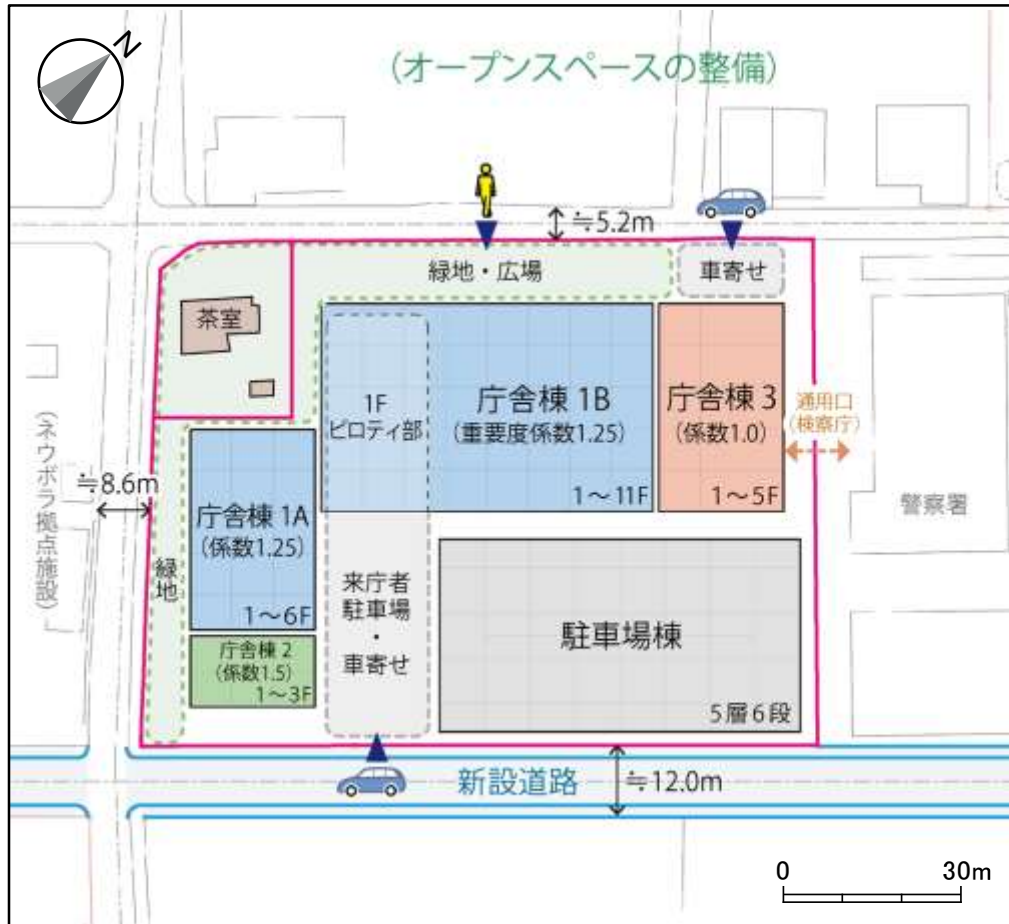 N
(オープンスペースの整備)
≒5.2m
緑地・広場
車寄せ
茶室
1F
ピロティ部
庁舎棟 1B
(重要度係数1.25)
1～11F
庁舎棟 3
(係数1.0)
1～5F
通用口
(検察庁)
警察署
(ネウボラ拠点施設)
≒8.6m
緑地
庁舎棟 1A
(係数1.25)
1～6F
庁舎棟 2
(係数1.5)
1～3F
来庁者
駐車場
・
車寄せ
駐車場棟
5層6段
新設道路
≒12.0m
0
30m